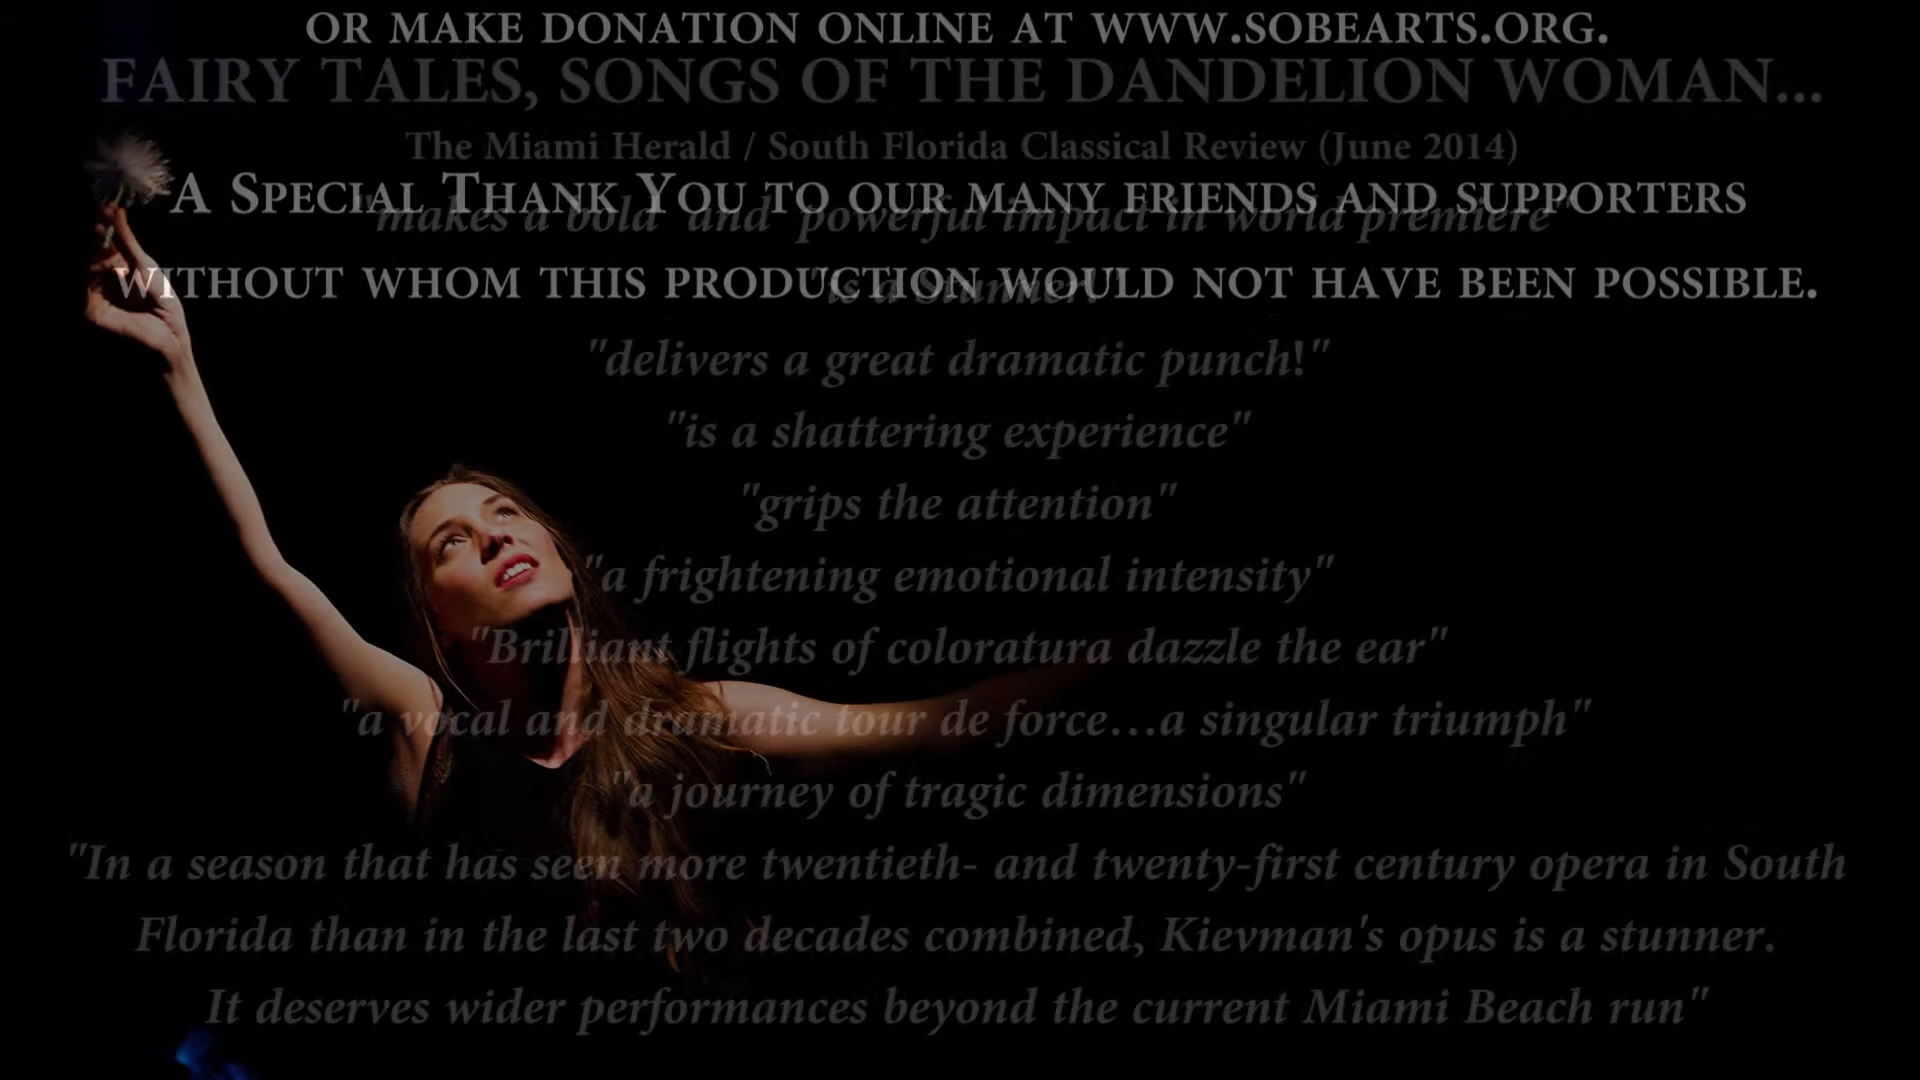 OR MAKE DONATION ONLINE AT WWW.SOBEARTS.ORG.
FAIRY TALES, SONGS OF THE DANDELION WOMAN...
The Miami Herald / South Florida Classical Review (June 2014)
A SPECIAL THANK YOU TO OUR MANY FRIENDS AND SUPPORTERS
"makes a bold and powerful impact in world premiere"
WITHOUT WHOM THIS PRODUCTION WOULD NOT HAVE BEEN POSSIBLE.
"is a stunner!"
"delivers a great dramatic punch!"
"is a shattering experience"
"grips the attention"
"a frightening emotional intensity"
"Brilliant flights of coloratura dazzle the ear"
"a vocal and dramatic tour de force…a singular triumph"
"a journey of tragic dimensions"
"In a season that has seen more twentieth- and twenty-first century opera in South
Florida than in the last two decades combined, Kievman's opus is a stunner.
It deserves wider performances beyond the current Miami Beach run"